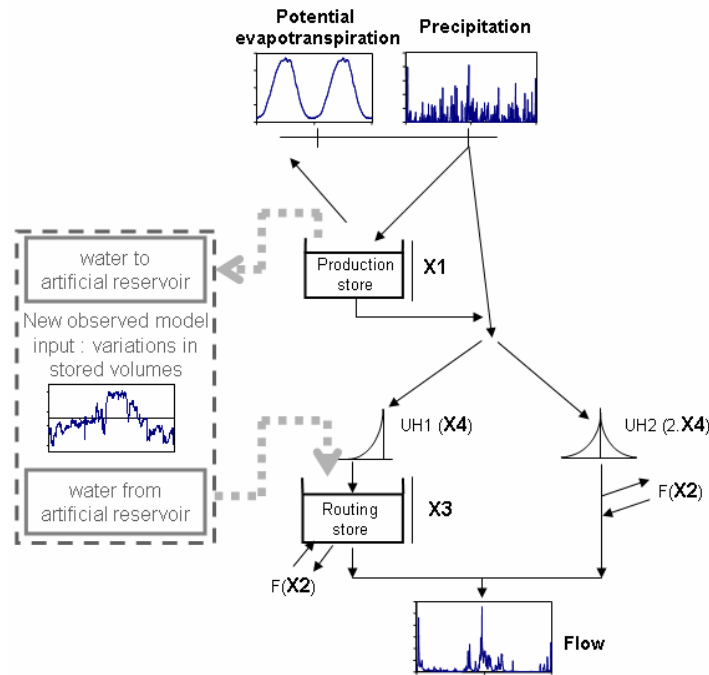 Potential
evapotranspiration
Precipitation
water to
artificial reservoir
Production
store
X1
New observed model
input : variations in
stored volumes
UH1 (X4)
UH2 (2.X4)
water from
artificial reservoir
Routing
store
X3
F(X2)
F(X2)
Flow